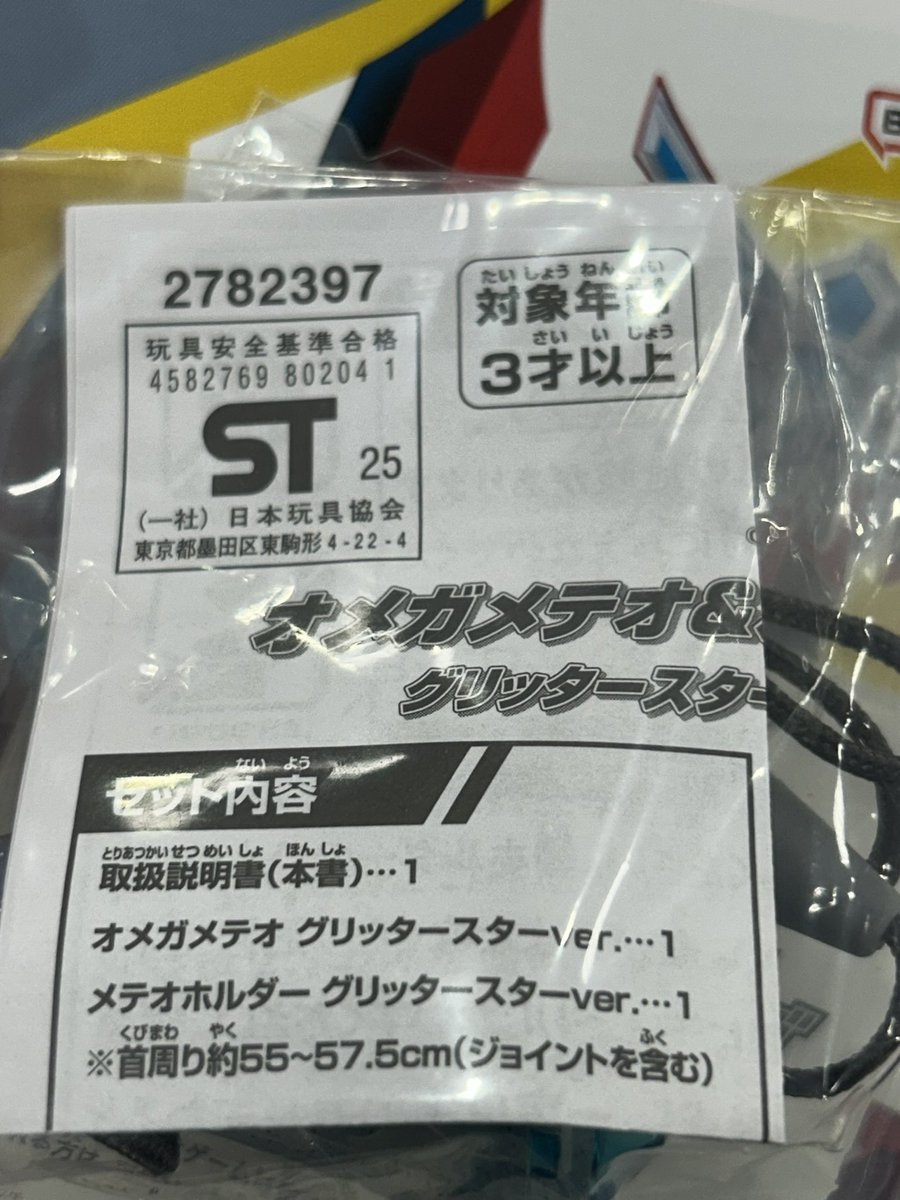 2782397
玩具安全基準合格
4582769 80204 1
ST 25
(一社) 日本玩具協会
東京都墨田区東駒形4-22-4
たい しょう ねん
対象年
さい い じょう
3才以上
オメガメテオ&
グリッタースター
ない よう
セット内容
とりあつかい せつ めい しょ ほん しょ
取扱説明書(本書)…1
オメガメテオ グリッタースターver.…1
メテオホルダー グリッタースターver.…1
くびまわ やく ふく
※首周り約55~57.5cm(ジョイントを含む)